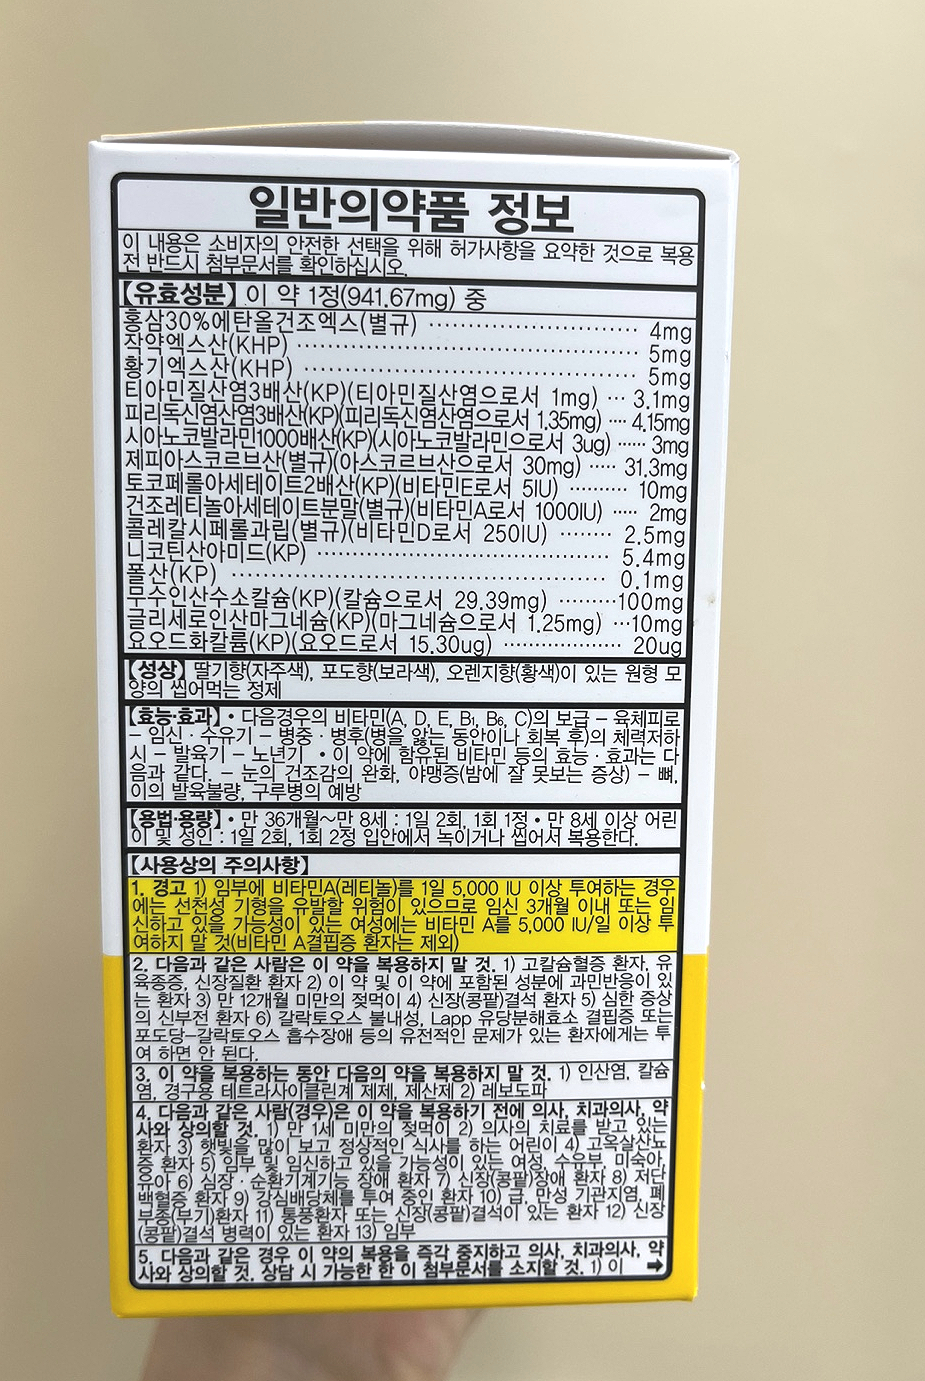 일반의약품 정보
이 내용은 소비자의 안전한 선택을 위해 허가사항을 요약한 것으로 복용
전 반드시 첨부문서를 확인하십시오.
【유효성분】 이 약 1정(941.67mg) 중
홍삼30%에탄올건조엑스(별규) ································ 4mg
작약엑스산(KHP) ················································ 5mg
황기엑스산(KHP) ··············································· 5mg
티아민질산염3배산(KP)(티아민질산염으로서 1mg) ··· 3.1mg
피리독신염산염3배산(KP)(피리독신염산염으로서 1.35mg) ···· 4.15mg
시아노코발라민1000배산(KP)(시아노코발라민으로서 3ug) ······ 3mg
제피아스코르브산(별규)(아스코르브산으로서 30mg) ····· 31.3mg
토코페롤아세테이트2배산(KP)(비타민E로서 5IU) ·········· 10mg
건조레티놀아세테이트분말(별규)(비타민A로서 1000IU) ····· 2mg
콜레칼시페롤과립(별규)(비타민D로서 250IU) ········ 2.5mg
니코틴산아미드(KP) ········································ 5.4mg
폴산(KP) ···················································· 0.1mg
무수인산수소칼슘(KP)(칼슘으로서 29.39mg) ·········100mg
글리세로인산마그네슘(KP)(마그네슘으로서 1.25mg) ···10mg
요오드화칼륨(KP)(요오드로서 15.30ug) ·················· 20ug
【성상】 딸기향(자주색), 포도향(보라색), 오렌지향(황색)이 있는 원형 모
양의 씹어먹는 정제
【효능·효과】 • 다음경우의 비타민(A, D, E, B₁, B₆, C)의 보급 – 육체피로
– 임신 · 수유기 – 병중 · 병후(병을 앓는 동안이나 회복 후)의 체력저하
시 – 발육기 – 노년기 • 이 약에 함유된 비타민 등의 효능 · 효과는 다
음과 같다. – 눈의 건조감의 완화, 야맹증(밤에 잘 못보는 증상) – 뼈,
이의 발육불량, 구루병의 예방
【용법·용량】 • 만 36개월～만 8세 : 1일 2회, 1회 1정 • 만 8세 이상 어린
이 및 성인 : 1일 2회, 1회 2정 입안에서 녹이거나 씹어서 복용한다.
【사용상의 주의사항】
1. 경고 1) 임부에 비타민A(레티놀)를 1일 5,000 IU 이상 투여하는 경우
에는 선천성 기형을 유발할 위험이 있으므로 임신 3개월 이내 또는 임
신하고 있을 가능성이 있는 여성에는 비타민 A를 5,000 IU/일 이상 투
여하지 말 것(비타민 A결핍증 환자는 제외)
2. 다음과 같은 사람은 이 약을 복용하지 말 것. 1) 고칼슘혈증 환자, 유
육종증, 신장질환 환자 2) 이 약 및 이 약에 포함된 성분에 과민반응이 있
는 환자 3) 만 12개월 미만의 젖먹이 4) 신장(콩팥)결석 환자 5) 심한 증상
의 신부전 환자 6) 갈락토오스 불내성, Lapp 유당분해효소 결핍증 또는
포도당–갈락토오스 흡수장애 등의 유전적인 문제가 있는 환자에게는 투
여 하면 안 된다.
3. 이 약을 복용하는 동안 다음의 약을 복용하지 말 것. 1) 인산염, 칼슘
염, 경구용 테트라사이클린계 제제, 제산제 2) 레보도파
4. 다음과 같은 사람(경우)은 이 약을 복용하기 전에 의사, 치과의사, 약
사와 상의할 것. 1) 만 1세 미만의 젖먹이 2) 의사의 치료를 받고 있는
환자 3) 햇빛을 많이 보고 정상적인 식사를 하는 어린이 4) 고옥살산뇨
증 환자 5) 임부 및 임신하고 있을 가능성이 있는 여성, 수유부, 미숙아,
유아 6) 심장 · 순환기계기능 장애 환자 7) 신장(콩팥)장애 환자 8) 저단
백혈증 환자 9) 강심배당체를 투여 중인 환자 10) 급, 만성 기관지염, 폐
부종(부기)환자 11) 통풍환자 또는 신장(콩팥)결석이 있는 환자 12) 신장
(콩팥)결석 병력이 있는 환자 13) 임부
5. 다음과 같은 경우 이 약의 복용을 즉각 중지하고 의사, 치과의사, 약
사와 상의할 것. 상담 시 가능한 한 이 첨부문서를 소지할 것. 1) 이 ➡